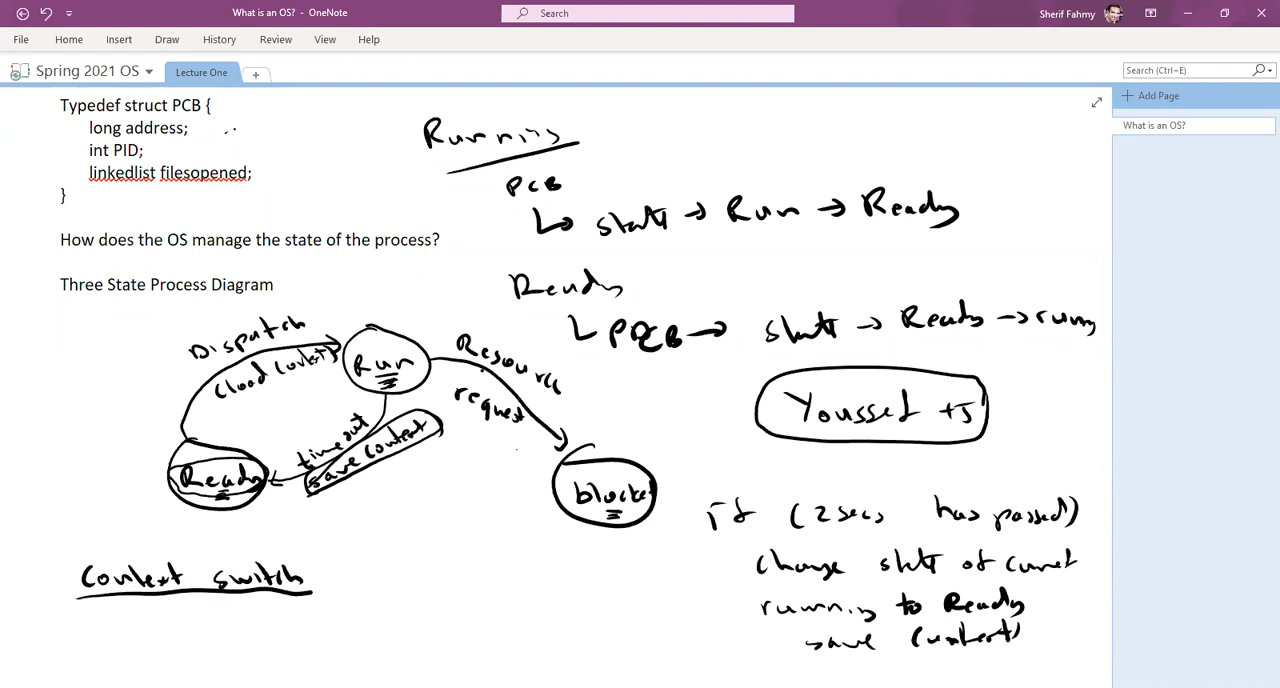 What is an OS? - OneNote
Search
Sherif Fahmy
File Home Insert Draw History Review View Help
Spring 2021 OS
Lecture One
+
Search (Ctrl+E)
Add Page
What is an OS?
Typedef struct PCB {
long address;
int PID;
linkedlist filesopened;
}
How does the OS manage the state of the process?
Three State Process Diagram
Running
PCB
state → Run → Ready
Ready
state → Ready → runing
Dispatch
(load context)
Run
Resource
request
timeout
save context
Ready
blocked
Youssef +5
Context switch
if (2 secs has passed)
change state of current
running to Ready
save (context)